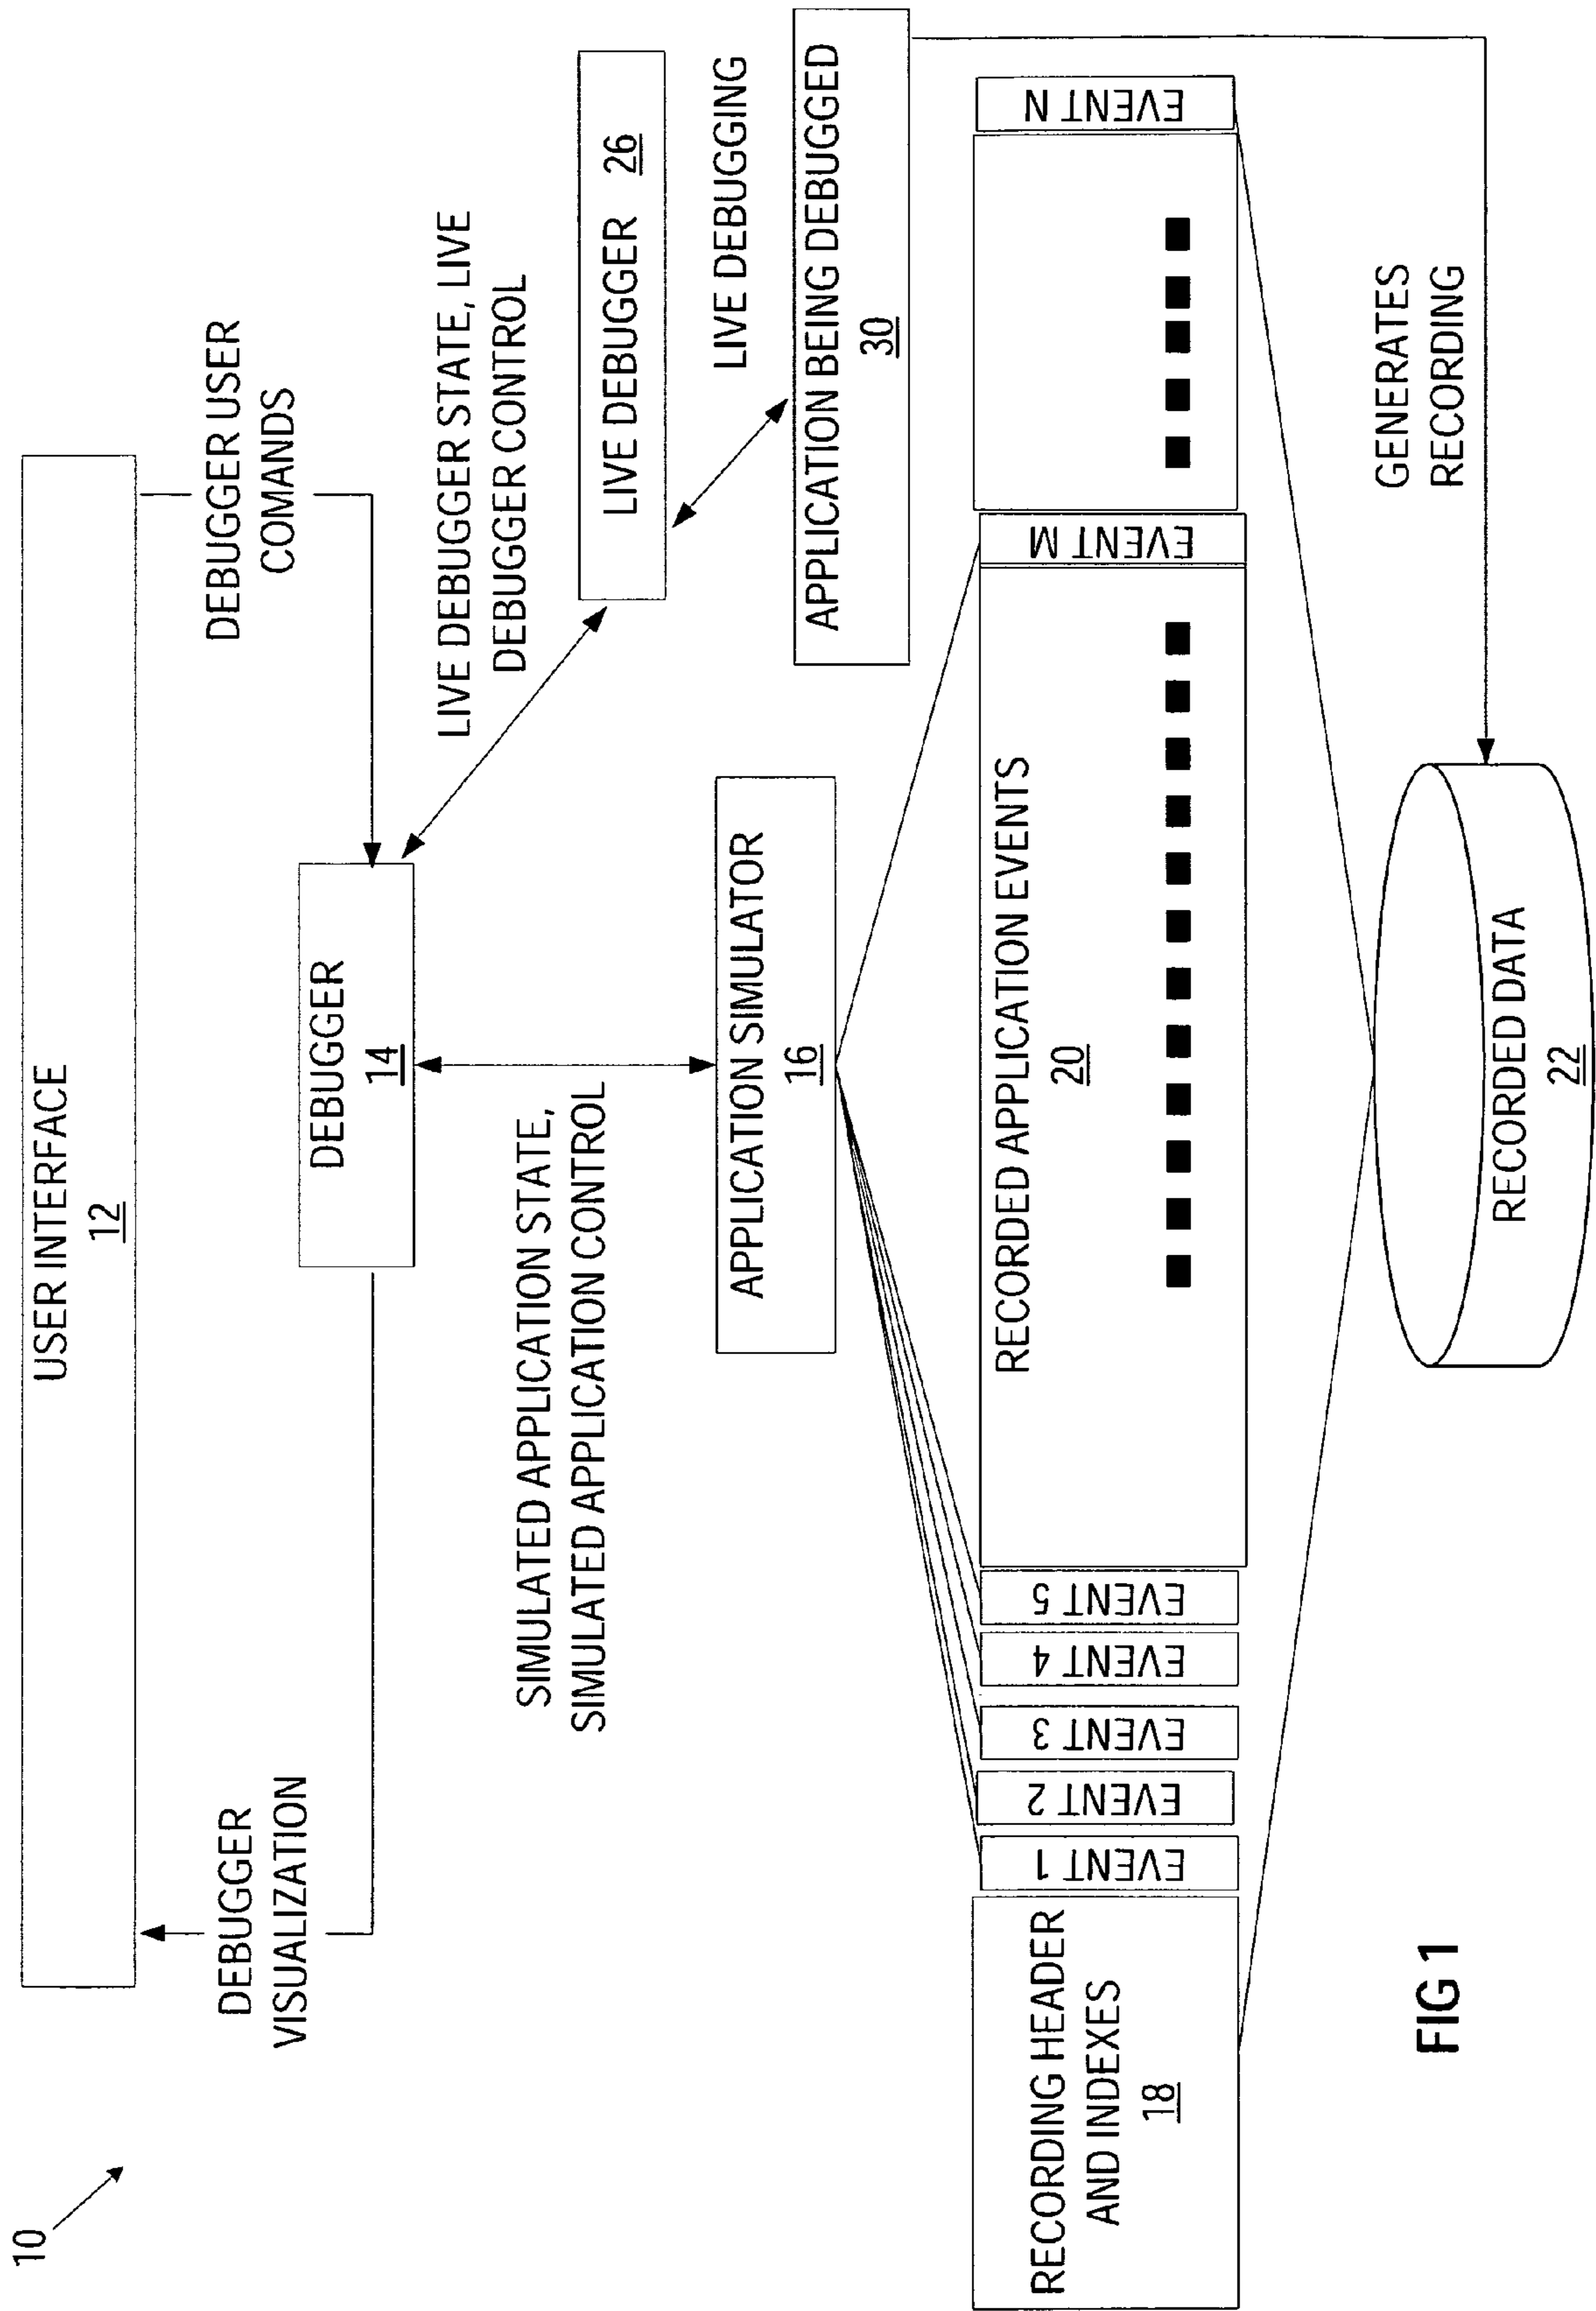 10
USER INTERFACE
12
DEBUGGER
VISUALIZATION
DEBUGGER USER
COMANDS
DEBUGGER
14
SIMULATED APPLICATION STATE,
SIMULATED APPLICATION CONTROL
LIVE DEBUGGER STATE, LIVE
DEBUGGER CONTROL
LIVE DEBUGGER 26
LIVE DEBUGGING
APPLICATION SIMULATOR
16
APPLICATION BEING DEBUGGED
30
RECORDING HEADER
AND INDEXES
18
EVENT 1
EVENT 2
EVENT 3
EVENT 4
EVENT 5
RECORDED APPLICATION EVENTS
20
EVENT M
EVENT N
GENERATES
RECORDING
RECORDED DATA
22
FIG 1